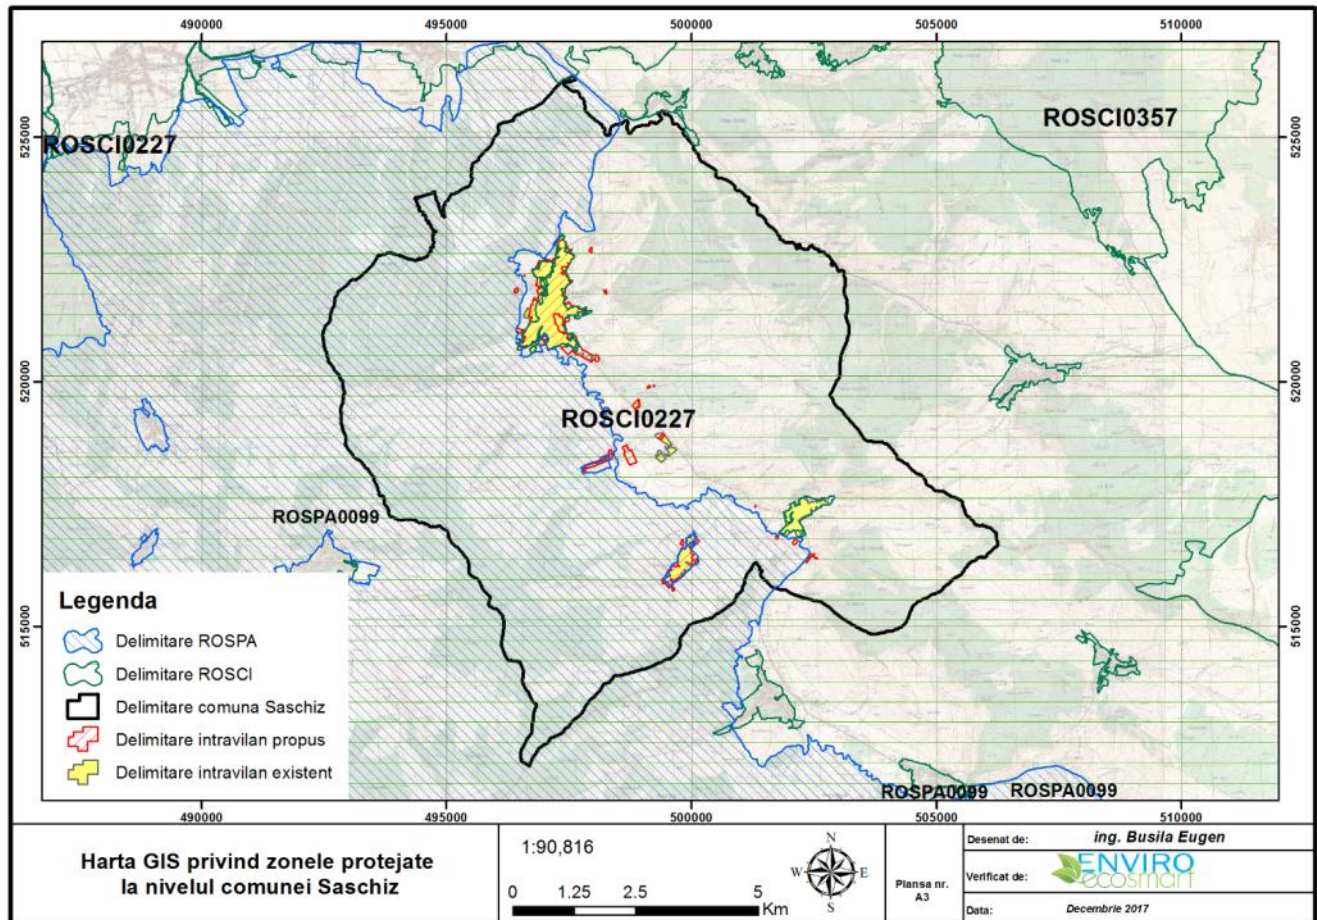 490000 495000 500000 505000 510000
525000 525000
520000 520000
515000 515000
ROSCI0227
ROSCI0357
ROSCI0227
ROSPA0099
ROSPA0099 ROSPA0099
Legenda
Delimitare ROSPA
Delimitare ROSCI
Delimitare comuna Saschiz
Delimitare intravilan propus
Delimitare intravilan existent
490000 495000 500000 505000 510000
Harta GIS privind zonele protejate
la nivelul comunei Saschiz
1:90,816
0 1.25 2.5 5
Km
N
W E
S
Plansa nr.
A3
Desenat de: ing. Busila Eugen
Verificat de: ENVIRO
ecosmart
Data: Decembrie 2017